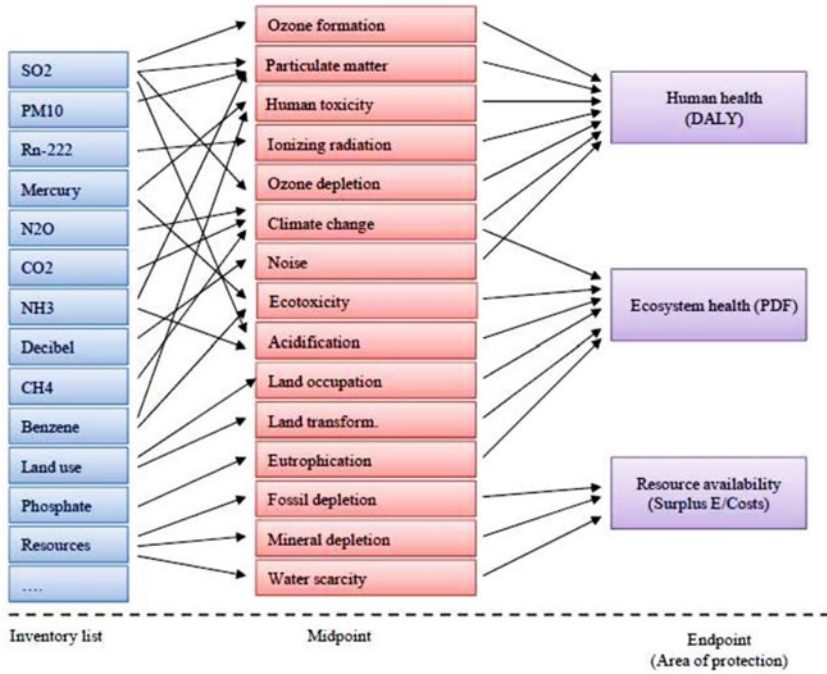 SO2
PM10
Rn-222
Mercury
N2O
CO2
NH3
Decibel
CH4
Benzene
Land use
Phosphate
Resources
....
Inventory list
Ozone formation
Particulate matter
Human toxicity
Ionizing radiation
Ozone depletion
Climate change
Noise
Ecotoxicity
Acidification
Land occupation
Land transform.
Eutrophication
Fossil depletion
Mineral depletion
Water scarcity
Midpoint
Human health
(DALY)
Ecosystem health (PDF)
Resource availability
(Surplus E/Costs)
Endpoint
(Area of protection)